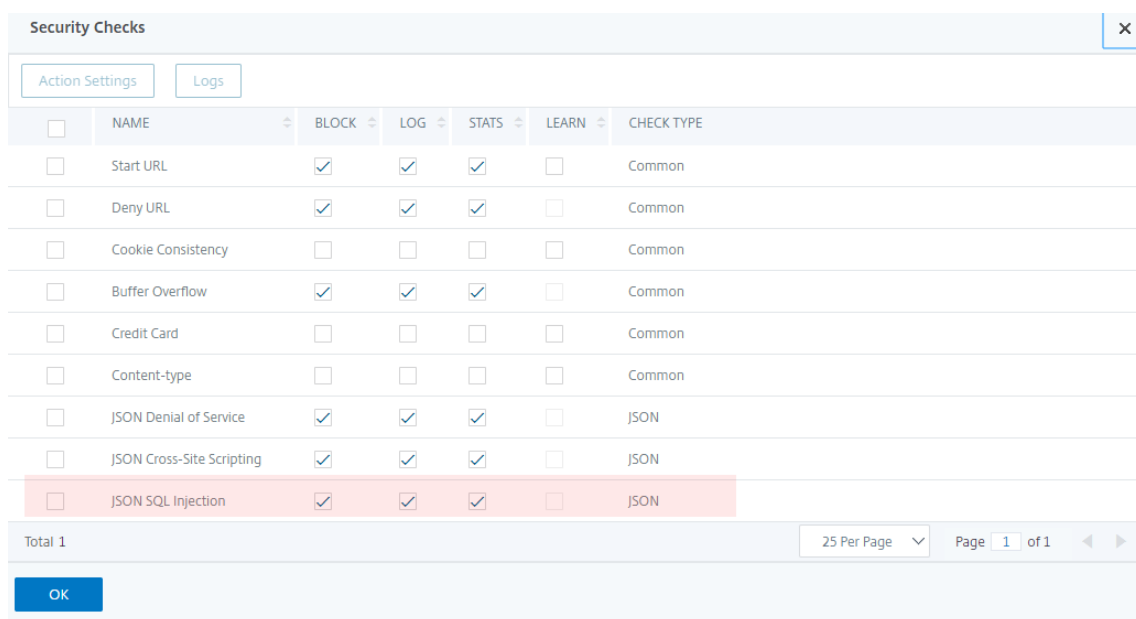 Security Checks
Action Settings Logs
NAME BLOCK LOG STATS LEARN CHECK TYPE
Start URL Common
Deny URL Common
Cookie Consistency Common
Buffer Overflow Common
Credit Card Common
Content-type Common
JSON Denial of Service JSON
JSON Cross-Site Scripting JSON
JSON SQL Injection JSON
Total 1 25 Per Page Page 1 of 1
OK